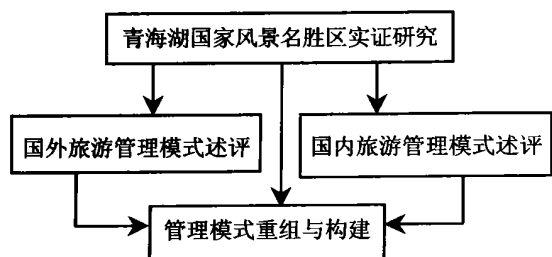 青海湖国家风景名胜区实证研究
国外旅游管理模式述评
国内旅游管理模式述评
管理模式重组与构建